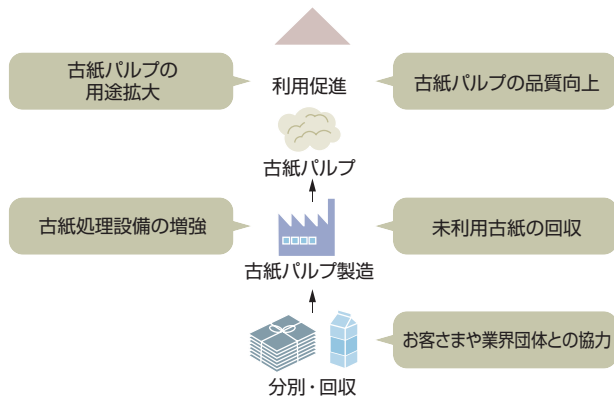 古紙パルプの
用途拡大
利用促進
古紙パルプの品質向上
古紙パルプ
古紙処理設備の増強
未利用古紙の回収
古紙パルプ製造
お客さまや業界団体との協力
分別・回収